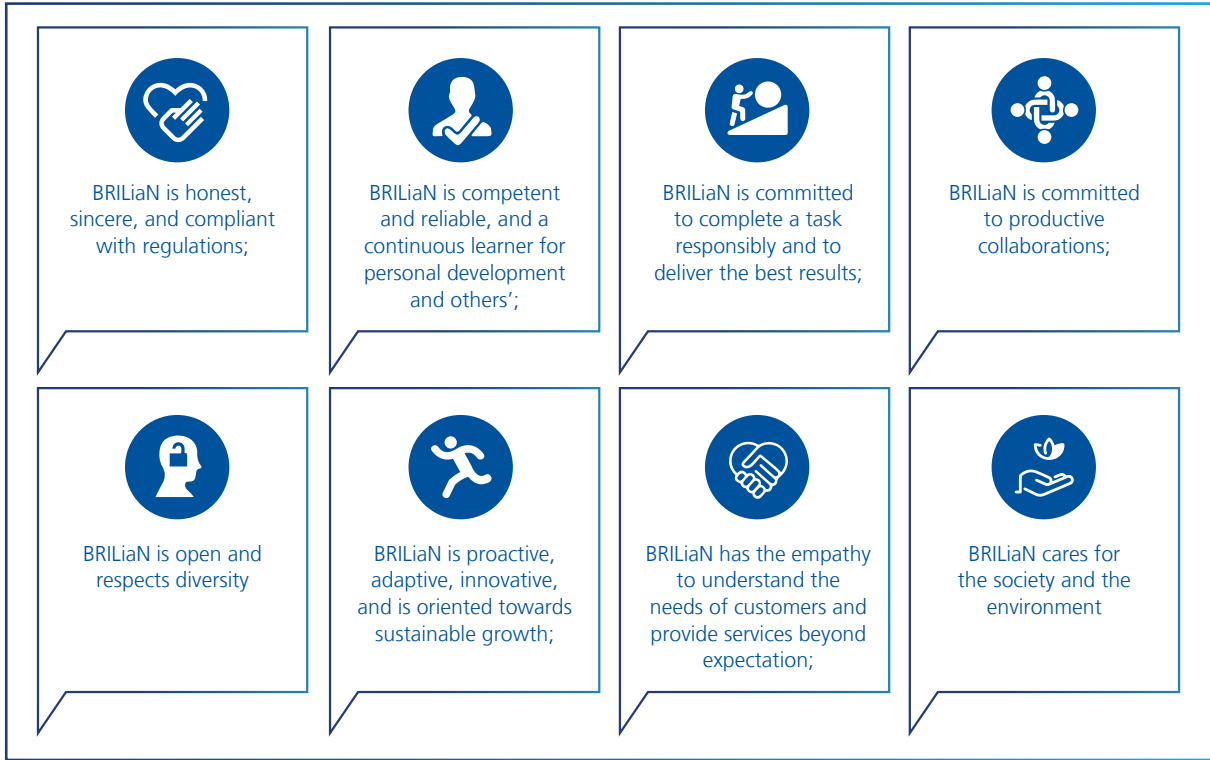 BRILiaN is honest,
sincere, and compliant
with regulations;
BRILiaN is competent
and reliable, and a
continuous learner for
personal development
and others’;
BRILiaN is committed
to complete a task
responsibly and to
deliver the best results;
BRILiaN is committed
to productive
collaborations;
BRILiaN is open and
respects diversity
BRILiaN is proactive,
adaptive, innovative,
and is oriented towards
sustainable growth;
BRILiaN has the empathy
to understand the
needs of customers and
provide services beyond
expectation;
BRILiaN cares for
the society and the
environment